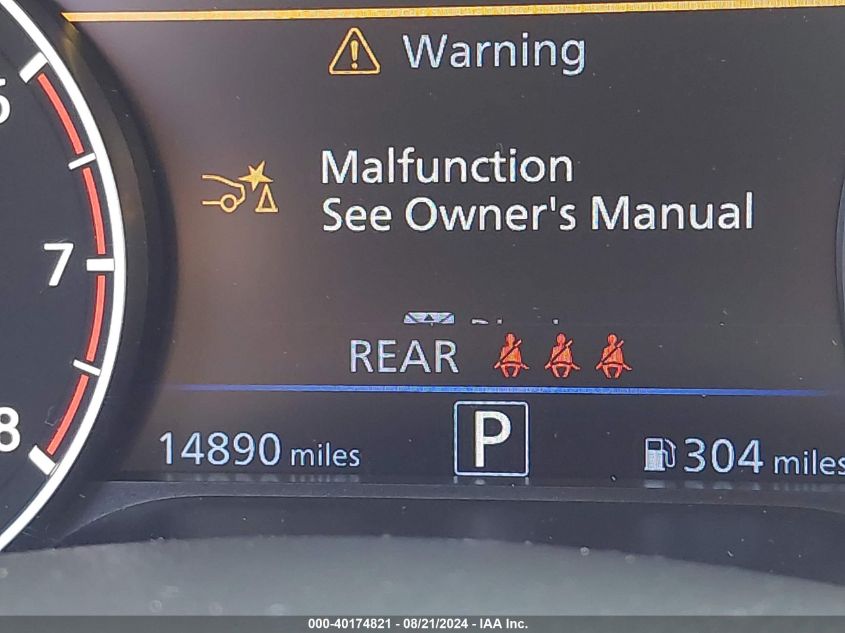 Warning
Malfunction
See Owner's Manual
7
8
REAR
14890 miles
P
304 miles
000-40174821 - 08/21/2024 - IAA Inc.